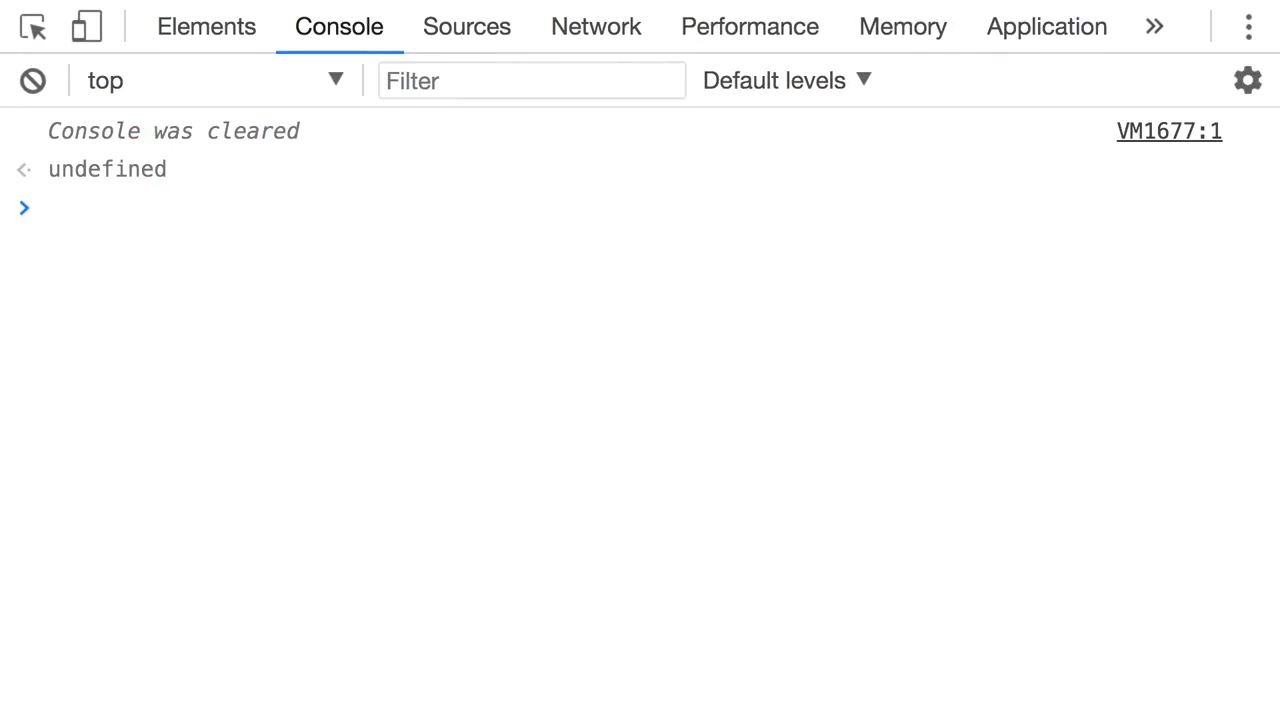 Elements Console Sources Network Performance Memory Application
top Filter Default levels
Console was cleared VM1677:1
undefined